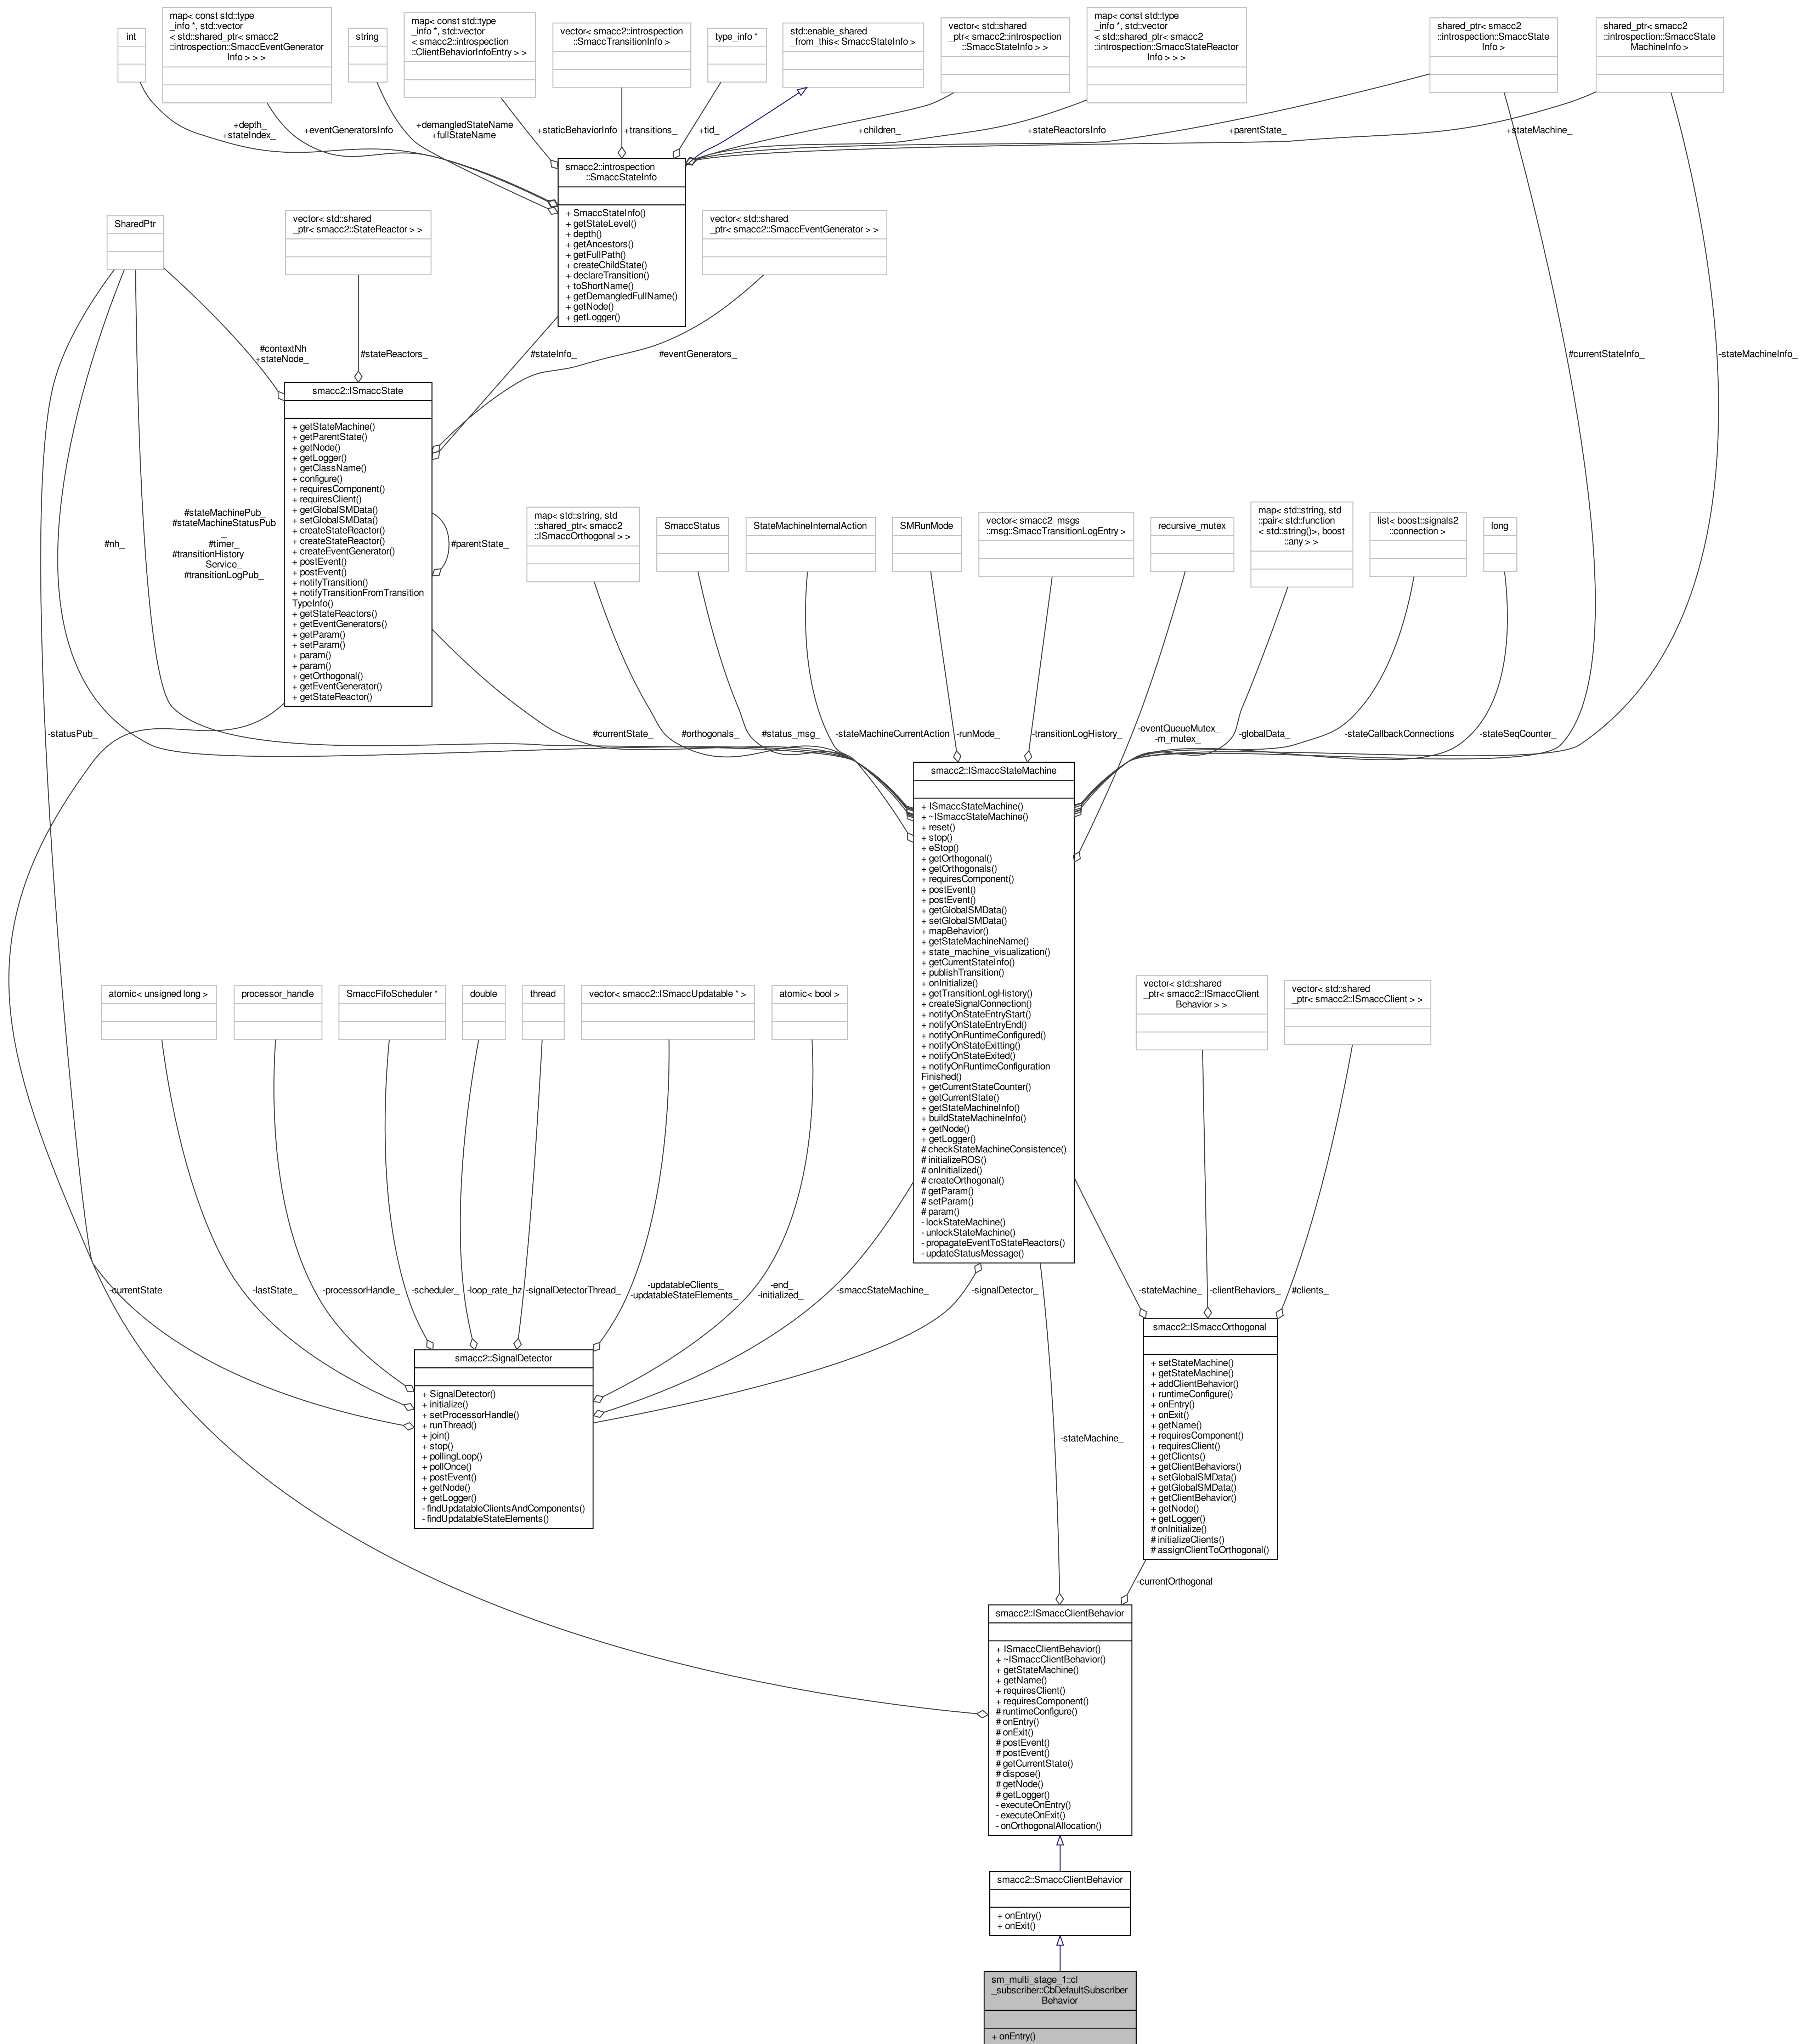 int
map< const std::type
_info *, std::vector
< std::shared_ptr< smacc2
::introspection::SmaccEventGenerator
Info > > >
string
map< const std::type
_info *, std::vector
< smacc2::introspection
::ClientBehaviorInfoEntry > >
vector< smacc2::introspection
::SmaccTransitionInfo >
type_info *
std::enable_shared
_from_this< SmaccStateInfo >
vector< std::shared
_ptr< smacc2::introspection
::SmaccStateInfo > >
map< const std::type
_info *, std::vector
< std::shared_ptr< smacc2
::introspection::SmaccStateReactor
Info > > >
shared_ptr< smacc2
::introspection::SmaccState
Info >
shared_ptr< smacc2
::introspection::SmaccState
MachineInfo >
+depth_
+stateIndex_
+eventGeneratorsInfo
+demangledStateName
+fullStateName
+staticBehaviorInfo
+transitions_
+tid_
+children_
+stateReactorsInfo
+parentState_
+stateMachine_
smacc2::introspection
::SmaccStateInfo
+ SmaccStateInfo()
+ getStateLevel()
+ depth()
+ getAncestors()
+ getFullPath()
+ createChildState()
+ declareTransition()
+ toShortName()
+ getDemangledFullName()
+ getNode()
+ getLogger()
SharedPtr
vector< std::shared
_ptr< smacc2::StateReactor > >
vector< std::shared
_ptr< smacc2::SmaccEventGenerator > >
#contextNh
+stateNode_
#stateReactors_
#stateInfo_
#eventGenerators_
#currentStateInfo_
-stateMachineInfo_
smacc2::ISmaccState
+ getStateMachine()
+ getParentState()
+ getNode()
+ getLogger()
+ getClassName()
+ configure()
+ requiresComponent()
+ requiresClient()
+ getGlobalSMData()
+ setGlobalSMData()
+ createStateReactor()
+ createStateReactor()
+ createEventGenerator()
+ postEvent()
+ postEvent()
+ notifyTransition()
+ notifyTransitionFromTransition
TypeInfo()
+ getStateReactors()
+ getEventGenerators()
+ getParam()
+ setParam()
+ param()
+ param()
+ getOrthogonal()
+ getEventGenerator()
+ getStateReactor()
#parentState_
#nh_
#stateMachinePub_
#stateMachineStatusPub
_
#timer_
#transitionHistory
Service_
#transitionLogPub_
map< std::string, std
::shared_ptr< smacc2
::ISmaccOrthogonal > >
SmaccStatus
StateMachineInternalAction
SMRunMode
vector< smacc2_msgs
::msg::SmaccTransitionLogEntry >
recursive_mutex
map< std::string, std
::pair< std::function
< std::string()>, boost
::any > >
list< boost::signals2
::connection >
long
-statusPub_
#currentState_
#orthogonals_
#status_msg_
-stateMachineCurrentAction
-runMode_
-transitionLogHistory_
-eventQueueMutex_
-m_mutex_
-globalData_
-stateCallbackConnections
-stateSeqCounter_
smacc2::ISmaccStateMachine
+ ISmaccStateMachine()
+ ~ISmaccStateMachine()
+ reset()
+ stop()
+ eStop()
+ getOrthogonal()
+ getOrthogonals()
+ requiresComponent()
+ postEvent()
+ postEvent()
+ getGlobalSMData()
+ setGlobalSMData()
+ mapBehavior()
+ getStateMachineName()
+ state_machine_visualization()
+ getCurrentStateInfo()
+ publishTransition()
+ onInitialize()
+ getTransitionLogHistory()
+ createSignalConnection()
+ notifyOnStateEntryStart()
+ notifyOnStateEntryEnd()
+ notifyOnRuntimeConfigured()
+ notifyOnStateExitting()
+ notifyOnStateExited()
+ notifyOnRuntimeConfiguration
Finished()
+ getCurrentStateCounter()
+ getCurrentState()
+ getStateMachineInfo()
+ buildStateMachineInfo()
+ getNode()
+ getLogger()
# checkStateMachineConsistence()
# initializeROS()
# onInitialized()
# createOrthogonal()
# getParam()
# setParam()
# param()
- lockStateMachine()
- unlockStateMachine()
- propagateEventToStateReactors()
- updateStatusMessage()
atomic< unsigned long >
processor_handle
SmaccFifoScheduler *
double
thread
vector< smacc2::ISmaccUpdatable * >
atomic< bool >
vector< std::shared
_ptr< smacc2::ISmaccClient
Behavior > >
vector< std::shared
_ptr< smacc2::ISmaccClient > >
-currentState
-lastState_
-processorHandle_
-scheduler_
-loop_rate_hz
-signalDetectorThread_
-updatableClients_
-updatableStateElements_
-end_
-initialized_
-smaccStateMachine_
-signalDetector_
-stateMachine_
-clientBehaviors_
#clients_
smacc2::SignalDetector
+ SignalDetector()
+ initialize()
+ setProcessorHandle()
+ runThread()
+ join()
+ stop()
+ pollingLoop()
+ pollOnce()
+ postEvent()
+ getNode()
+ getLogger()
- findUpdatableClientsAndComponents()
- findUpdatableStateElements()
smacc2::ISmaccOrthogonal
+ setStateMachine()
+ getStateMachine()
+ addClientBehavior()
+ runtimeConfigure()
+ onEntry()
+ onExit()
+ getName()
+ requiresComponent()
+ requiresClient()
+ getClients()
+ getClientBehaviors()
+ setGlobalSMData()
+ getGlobalSMData()
+ getClientBehavior()
+ getNode()
+ getLogger()
# onInitialize()
# initializeClients()
# assignClientToOrthogonal()
-stateMachine_
-currentOrthogonal
smacc2::ISmaccClientBehavior
+ ISmaccClientBehavior()
+ ~ISmaccClientBehavior()
+ getStateMachine()
+ getName()
+ requiresClient()
+ requiresComponent()
# runtimeConfigure()
# onEntry()
# onExit()
# postEvent()
# postEvent()
# getCurrentState()
# dispose()
# getNode()
# getLogger()
- executeOnEntry()
- executeOnExit()
- onOrthogonalAllocation()
smacc2::SmaccClientBehavior
+ onEntry()
+ onExit()
sm_multi_stage_1::cl
_subscriber::CbDefaultSubscriber
Behavior
+ onEntry()